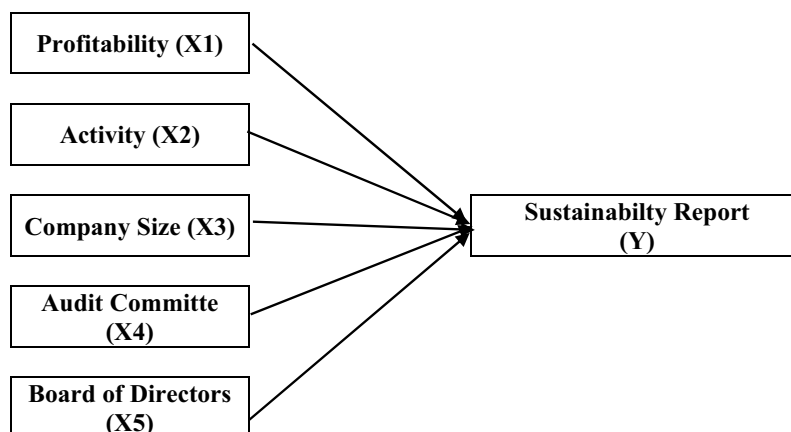 Profitability (X1)
Activity (X2)
Company Size (X3)
Audit Committe
(X4)
Board of Directors
(X5)
Sustainabilty Report
(Y)